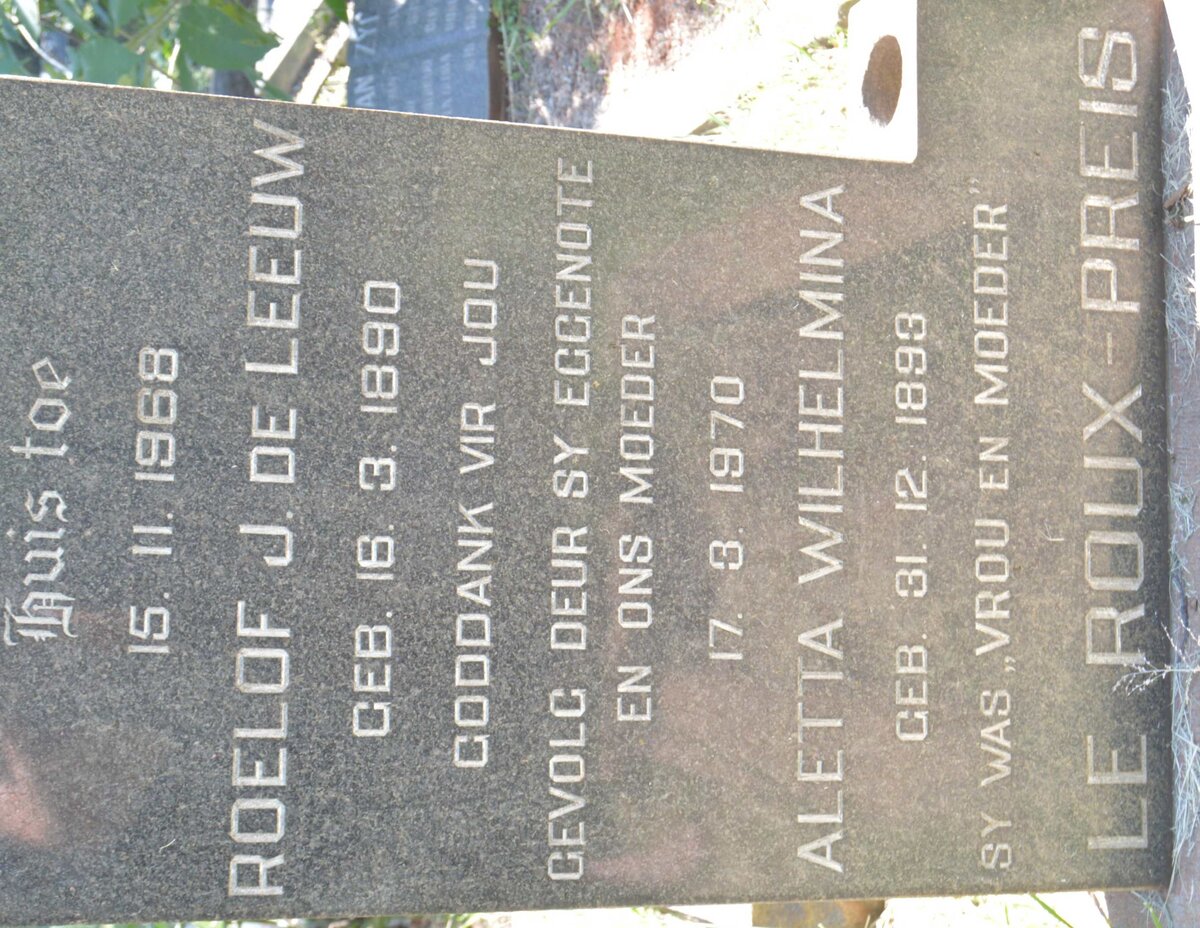 Huis toe
15. 11. 1968
ROELOF J. DE LEEUW
GEB. 16. 3. 1890
GODDANK VIR JOU
GEVOLG DEUR SY EGGENOTE
EN ONS MOEDER
17. 3. 1970
ALETTA WILHELMINA
GEB. 31. 12. 1893
SY WAS „VROU EN MOEDER”
LE ROUX – PREIS